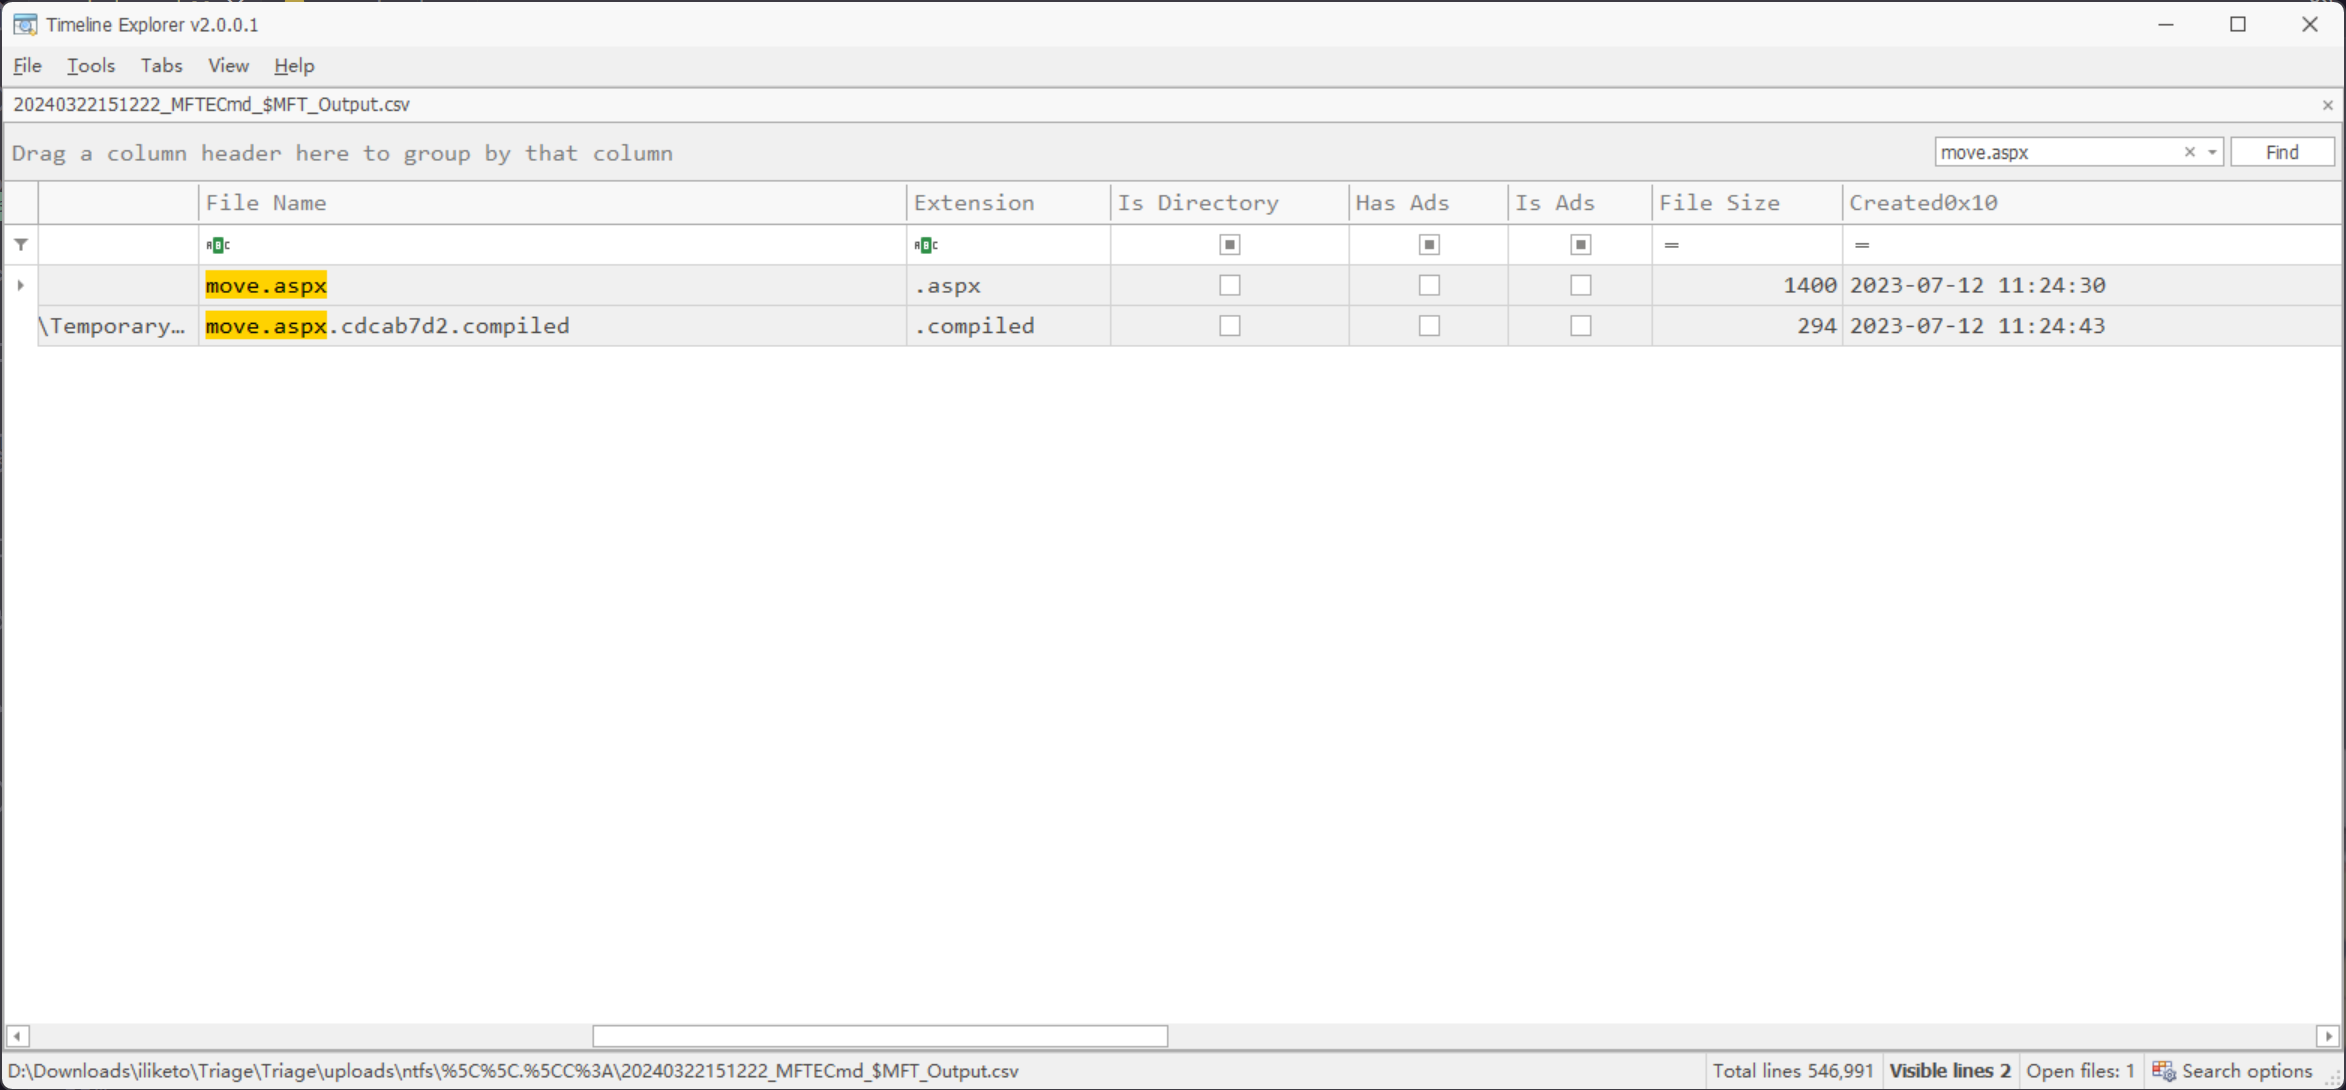 Timeline Explorer v2.0.0.1
File Tools Tabs View Help
20240322151222_MFTECmd_$MFT_Output.csv
Drag a column header here to group by that column
move.aspx Find
File Name Extension Is Directory Has Ads Is Ads File Size Created0x10
ABC ABC = =
move.aspx .aspx 1400 2023-07-12 11:24:30
\Temporary… move.aspx.cdcab7d2.compiled .compiled 294 2023-07-12 11:24:43
D:\Downloads\iliketo\Triage\Triage\uploads\ntfs\%5C%5C.%5CC%3A\20240322151222_MFTECmd_$MFT_Output.csv Total lines 546,991 Visible lines 2 Open files: 1 Search options